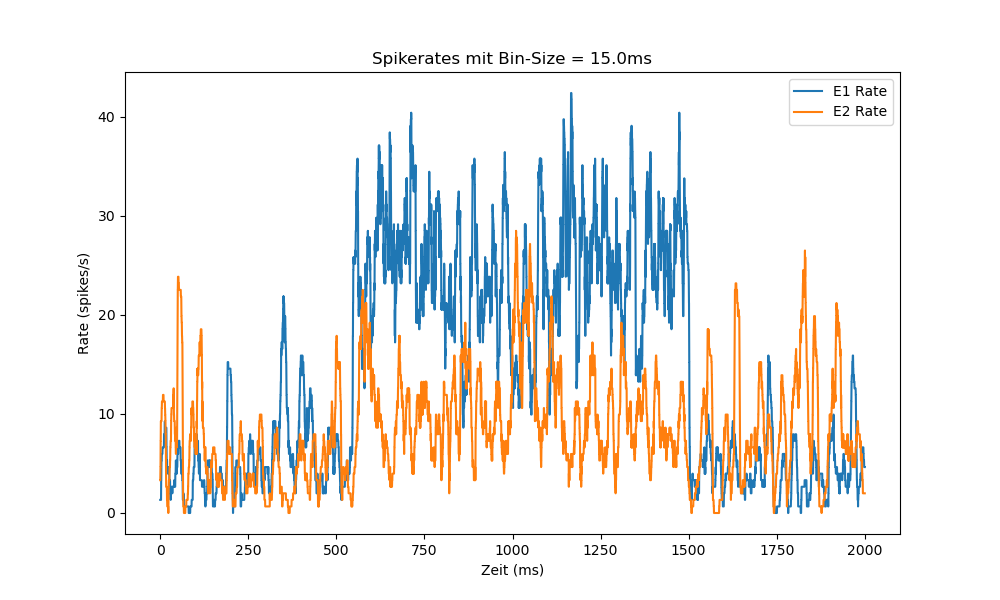 Spikerates mit Bin-Size = 15.0ms
E1 Rate
E2 Rate
Rate (spikes/s)
40
30
20
10
0
0 250 500 750 1000 1250 1500 1750 2000
Zeit (ms)